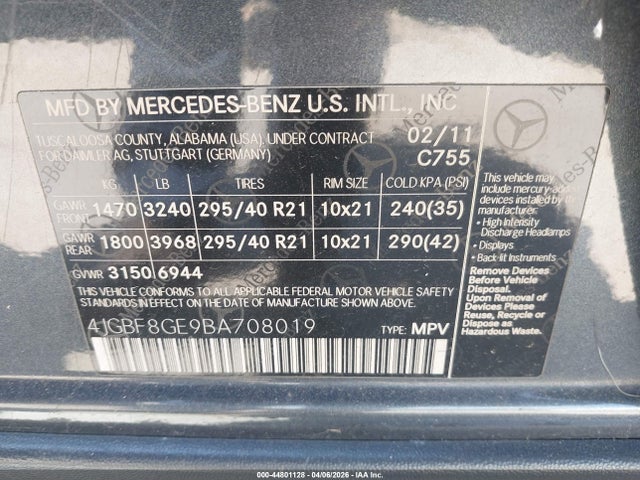 MFD BY MERCEDES-BENZ U.S. INTL., INC
TUSCALOOSA COUNTY, ALABAMA (USA). UNDER CONTRACT
FOR DAIMLER AG, STUTTGART (GERMANY)
02/11
C755
KG LB TIRES RIM SIZE COLD KPA (PSI)
GAWR FRONT 1470 3240 295/40 R21 10x21 240(35)
GAWR REAR 1800 3968 295/40 R21 10x21 290(42)
GVWR 3150 6944
THIS VEHICLE CONFORMS TO ALL APPLICABLE FEDERAL MOTOR VEHICLE SAFETY
STANDARDS IN EFFECT ON THE DATE OF MANUFACTURE SHOWN ABOVE.
4JGBF8GE9BA708019 TYPE: MPV
This vehicle may
include mercury-added
devices installed by the
manufacturer:
• High Intensity
Discharge Headlamps
• Displays
• Back-lit Instruments
Remove Devices
Before Vehicle
Disposal.
Upon Removal of
Devices Please
Reuse, Recycle or
Dispose as
Hazardous Waste.
000-44801128 - 04/06/2026 - IAA Inc.